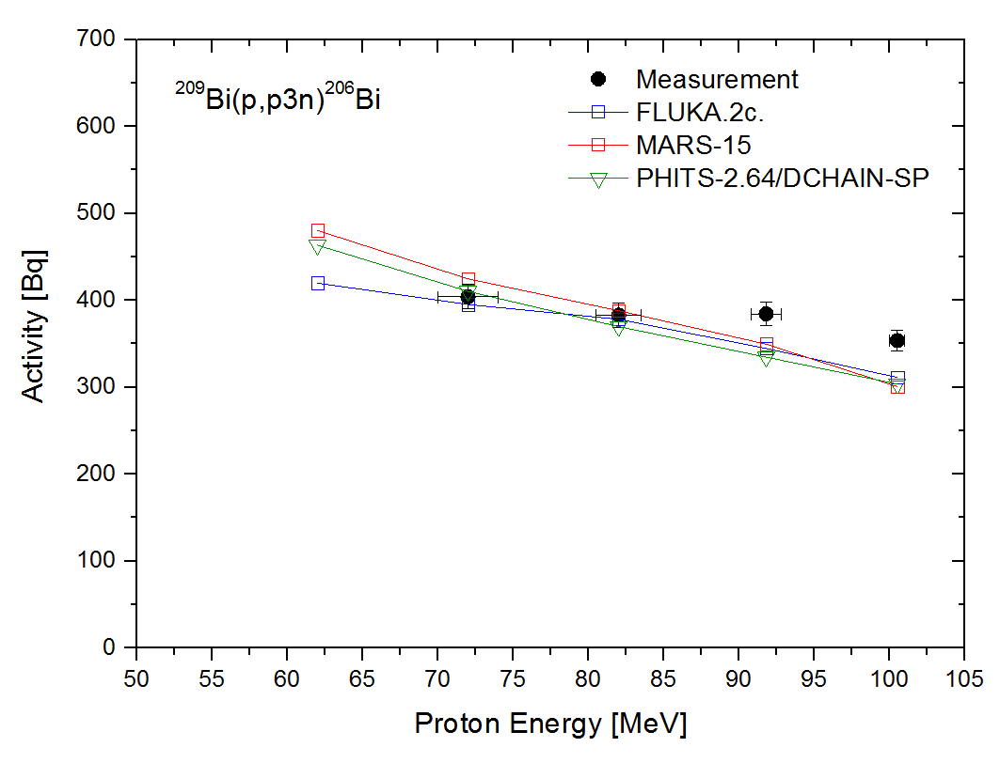 700
600
500
400
300
200
100
0
Activity [Bq]
²⁰⁹Bi(p,p3n)²⁰⁶Bi
Measurement
FLUKA.2c.
MARS-15
PHITS-2.64/DCHAIN-SP
50 55 60 65 70 75 80 85 90 95 100 105
Proton Energy [MeV]